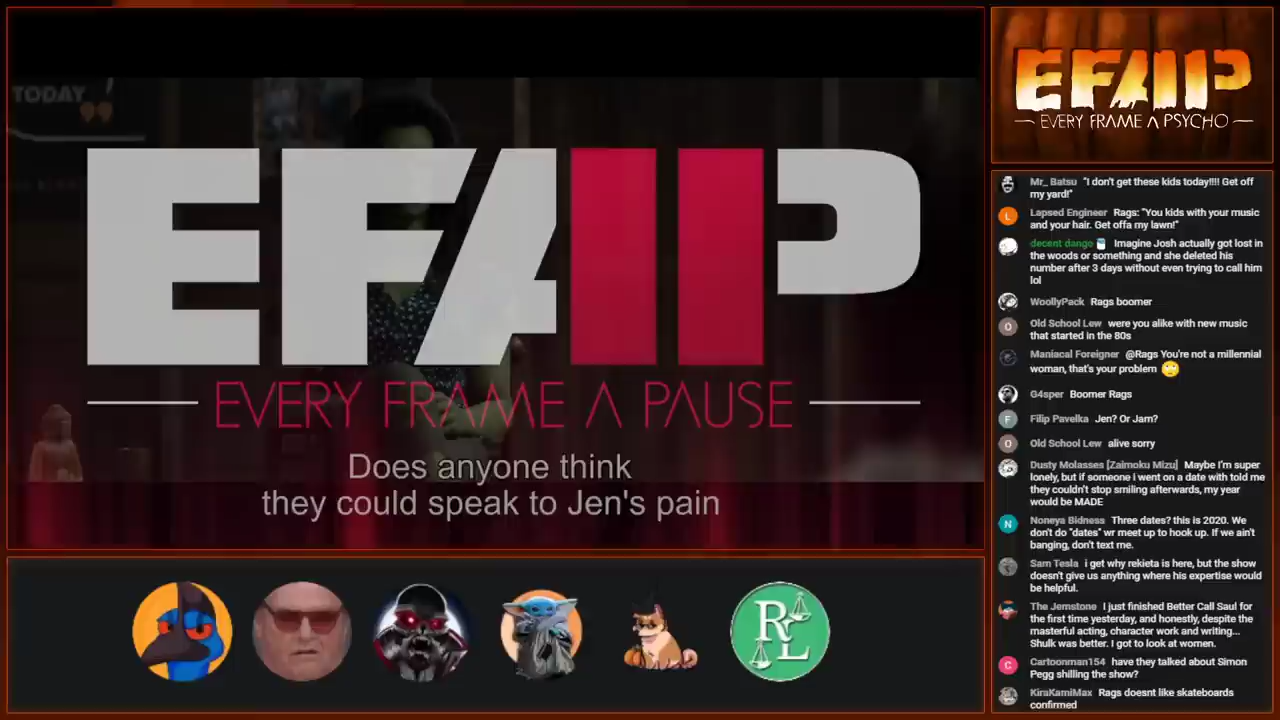 TODAY
EFAP
EVERY FRAME A PAUSE
Does anyone think
they could speak to Jen's pain
RL
EFAP
EVERY FRAME A PSYCHO
Mr_ Batsu "I don't get these kids today!!!! Get off
my yard!"
Lapsed Engineer Rags: "You kids with your music
and your hair. Get offa my lawn!"
decent dango Imagine Josh actually got lost in
the woods or something and she deleted his
number after 3 days without even trying to call him
lol
WoollyPack Rags boomer
Old School Lew were you alike with new music
that started in the 80s
Maniacal Foreigner @Rags You're not a millennial
woman, that's your problem
G4sper Boomer Rags
Filip Pavelka Jen? Or Jam?
Old School Lew alive sorry
Dusty Molasses [Zaimoku Mizu] Maybe I'm super
lonely, but if someone I went on a date with told me
they couldn't stop smiling afterwards, my year
would be MADE
Noneya Bidness Three dates? this is 2020. We
don't do "dates" wr meet up to hook up. If we ain't
banging, don't text me.
Sam Tesla i get why rekieta is here, but the show
doesn't give us anything where his expertise would
be helpful.
The Jemstone I just finished Better Call Saul for
the first time yesterday, and honestly, despite the
masterful acting, character work and writing...
Shulk was better. I got to look at women.
Cartoonman154 have they talked about Simon
Pegg shilling the show?
KiraKamiMax Rags doesnt like skateboards
confirmed